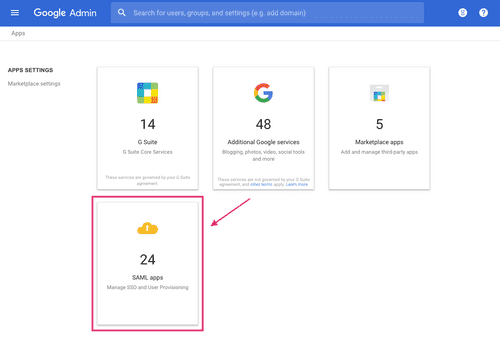 Google Admin
Search for users, groups, and settings (e.g. add domain)
Apps
APPS SETTINGS
Marketplace settings
14
G Suite
G Suite Core Services
These services are governed by your G Suite
agreement.
48
Additional Google services
Blogging, photos, video, social tools
and more
These services are not governed by your G Suite
agreement, and other terms apply. Learn more
5
Marketplace apps
Add and manage third-party apps
24
SAML apps
Manage SSO and User Provisioning